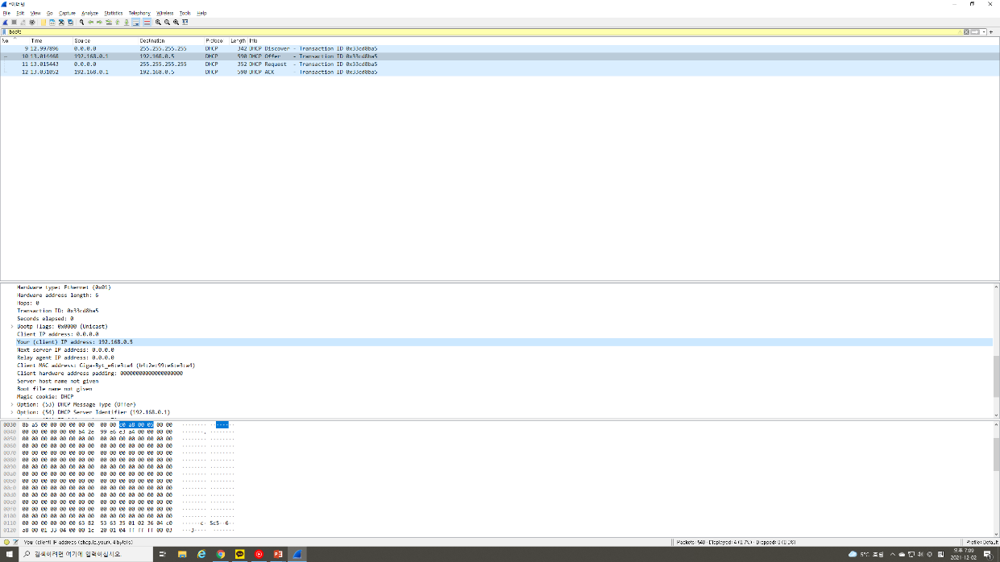 *이더넷
File Edit View Go Capture Analyze Statistics Telephony Wireless Tools Help
bootp
No. Time Source Destination Protocol Length Info
9 12.997896 0.0.0.0 255.255.255.255 DHCP 342 DHCP Discover - Transaction ID 0x33cd8ba5
10 13.014468 192.168.0.1 192.168.0.5 DHCP 590 DHCP Offer - Transaction ID 0x33cd8ba5
11 13.015443 0.0.0.0 255.255.255.255 DHCP 352 DHCP Request - Transaction ID 0x33cd8ba5
12 13.031052 192.168.0.1 192.168.0.5 DHCP 590 DHCP ACK - Transaction ID 0x33cd8ba5
Hardware type: Ethernet (0x01)
Hardware address length: 6
Hops: 0
Transaction ID: 0x33cd8ba5
Seconds elapsed: 0
Bootp flags: 0x0000 (Unicast)
Client IP address: 0.0.0.0
Your (client) IP address: 192.168.0.5
Next server IP address: 0.0.0.0
Relay agent IP address: 0.0.0.0
Client MAC address: Giga-Byt_e6:e3:a4 (b4:2e:99:e6:e3:a4)
Client hardware address padding: 00000000000000000000
Server host name not given
Boot file name not given
Magic cookie: DHCP
Option: (53) DHCP Message Type (Offer)
Option: (54) DHCP Server Identifier (192.168.0.1)
0030 8b a5 00 00 00 00 00 00 00 00 c0 a8 00 05 00 00 ········ ········
0040 00 00 00 00 00 00 b4 2e 99 e6 e3 a4 00 00 00 00 ·······. ········
0050 00 00 00 00 00 00 00 00 00 00 00 00 00 00 00 00 ········ ········
0060 00 00 00 00 00 00 00 00 00 00 00 00 00 00 00 00 ········ ········
0070 00 00 00 00 00 00 00 00 00 00 00 00 00 00 00 00 ········ ········
0080 00 00 00 00 00 00 00 00 00 00 00 00 00 00 00 00 ········ ········
0090 00 00 00 00 00 00 00 00 00 00 00 00 00 00 00 00 ········ ········
00a0 00 00 00 00 00 00 00 00 00 00 00 00 00 00 00 00 ········ ········
00b0 00 00 00 00 00 00 00 00 00 00 00 00 00 00 00 00 ········ ········
00c0 00 00 00 00 00 00 00 00 00 00 00 00 00 00 00 00 ········ ········
00d0 00 00 00 00 00 00 00 00 00 00 00 00 00 00 00 00 ········ ········
00e0 00 00 00 00 00 00 00 00 00 00 00 00 00 00 00 00 ········ ········
00f0 00 00 00 00 00 00 00 00 00 00 00 00 00 00 00 00 ········ ········
0100 00 00 00 00 00 00 00 00 00 00 00 00 00 00 00 00 ········ ········
0110 00 00 00 00 00 00 63 82 53 63 35 01 02 36 04 c0 ······c· Sc5··6··
0120 a8 00 01 33 04 00 00 1c 20 01 04 ff ff ff 00 03 ···3···· ········
Your (client) IP address (dhcp.ip.your), 4 byte(s)
Packets: 540 · Displayed: 4 (0.7%) · Dropped: 0 (0.0%)
Profile: Default
검색하려면 여기에 입력하십시오.
5°C 흐림
오후 7:09
2021-12-02